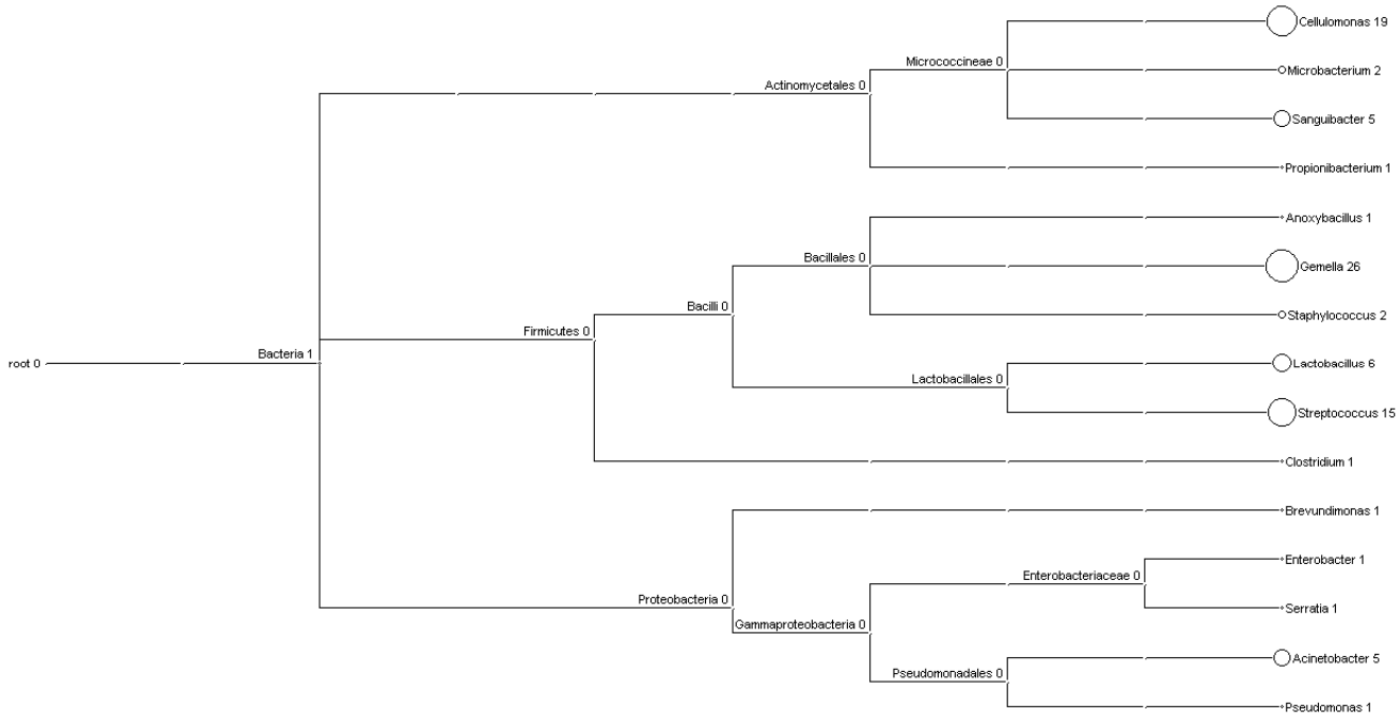 Cellulomonas 19
Micrococcineae 0
Microbacterium 2
Actinomycetales 0
Sanguibacter 5
Propionibacterium 1
Anoxybacillus 1
Bacillales 0
Gemella 26
Bacilli 0
Staphylococcus 2
Firmicutes 0
Bacteria 1
root 0
Lactobacillus 6
Lactobacillales 0
Streptococcus 15
Clostridium 1
Brevundimonas 1
Enterobacter 1
Enterobacteriaceae 0
Proteobacteria 0
Serratia 1
Gammaproteobacteria 0
Acinetobacter 5
Pseudomonadales 0
Pseudomonas 1